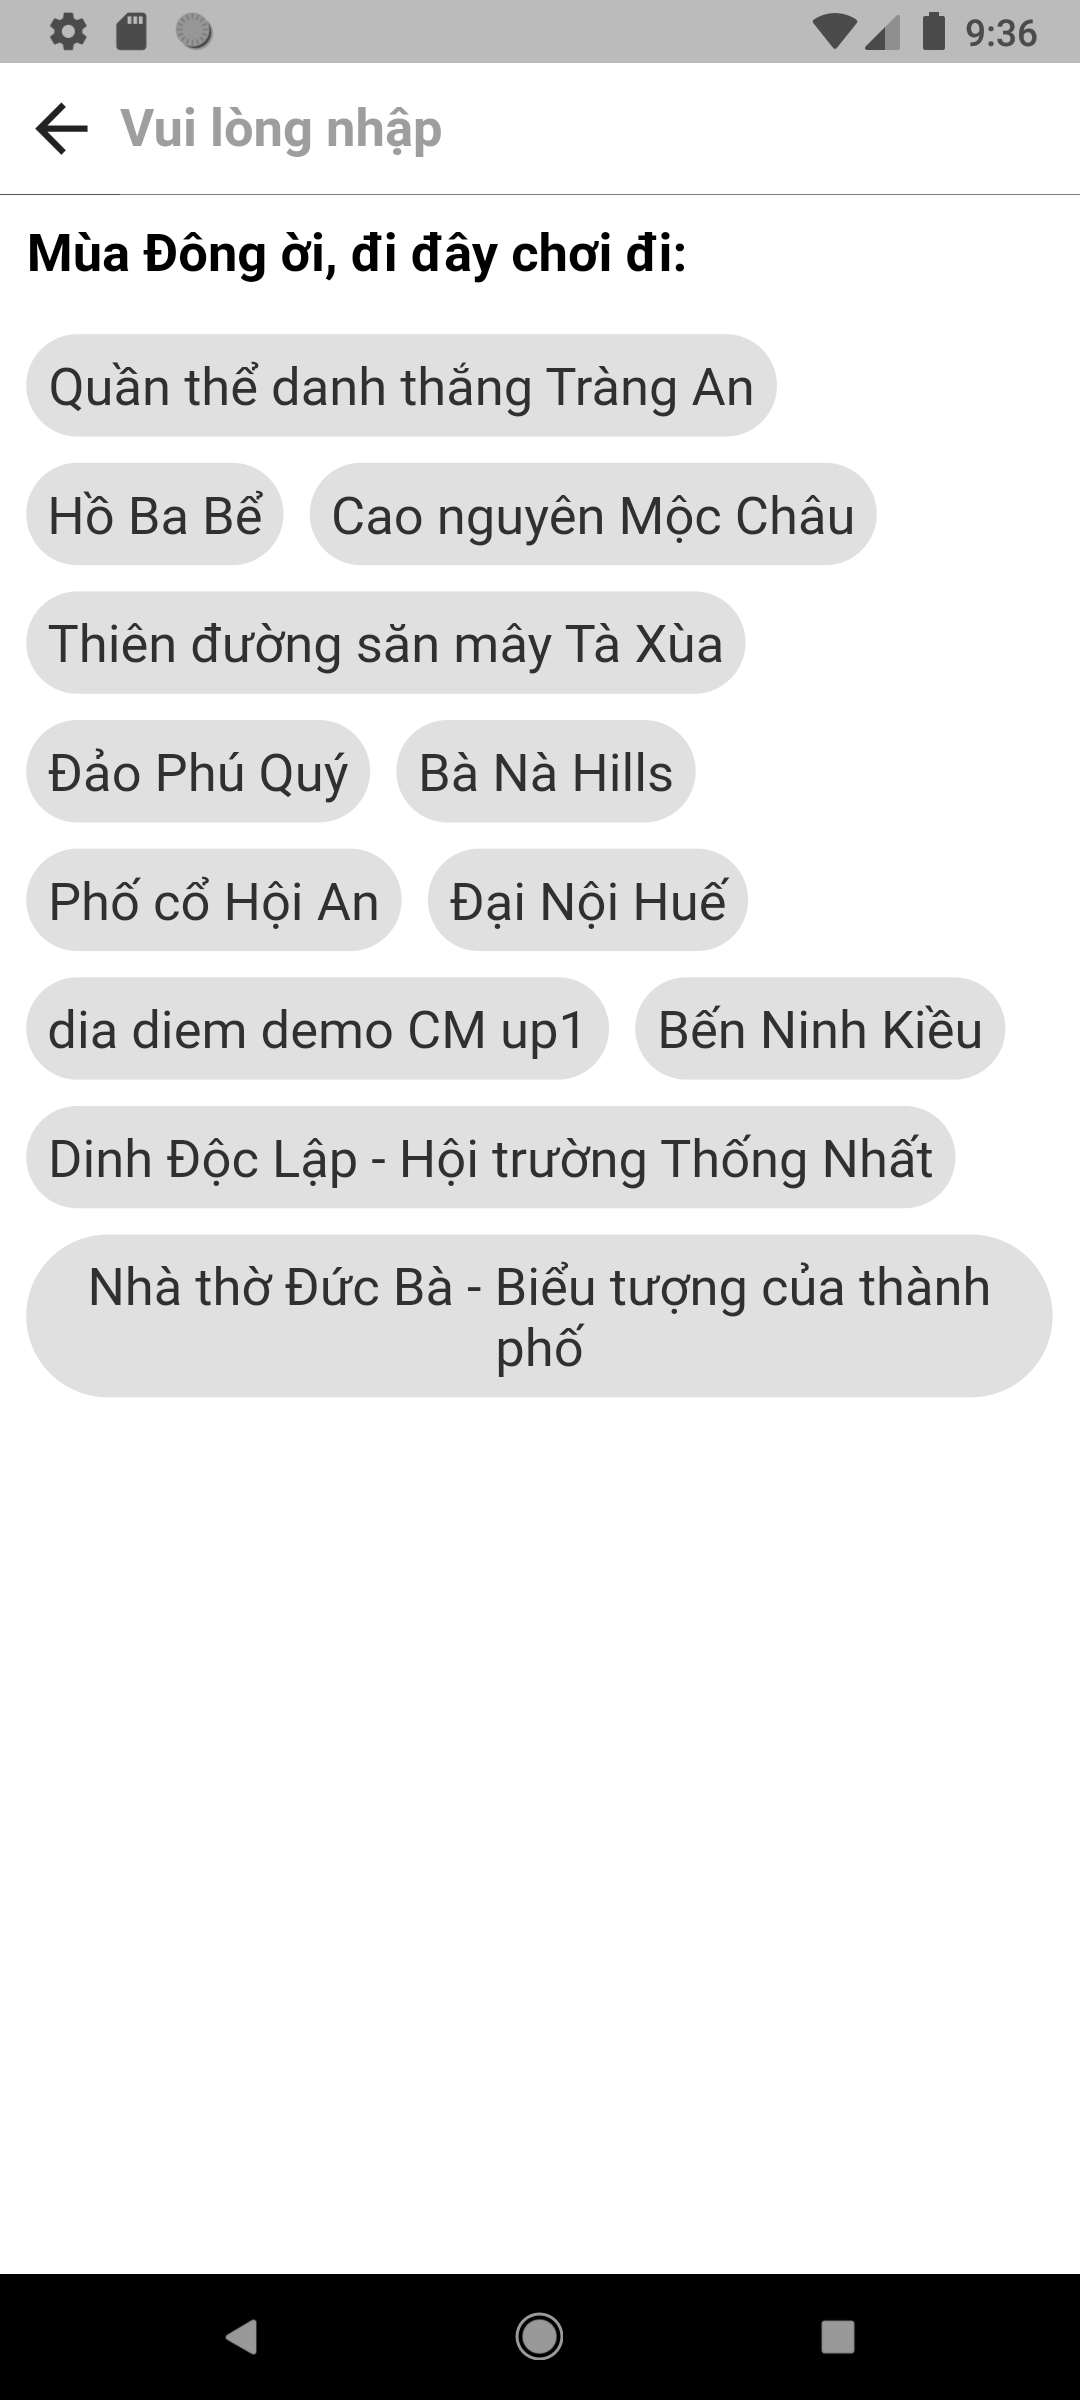 9:36
Vui lòng nhập
Mùa Đông ời, đi đây chơi đi:
Quần thể danh thắng Tràng An
Hồ Ba Bể
Cao nguyên Mộc Châu
Thiên đường săn mây Tà Xùa
Đảo Phú Quý
Bà Nà Hills
Phố cổ Hội An
Đại Nội Huế
dia diem demo CM up1
Bến Ninh Kiều
Dinh Độc Lập - Hội trường Thống Nhất
Nhà thờ Đức Bà - Biểu tượng của thành
phố